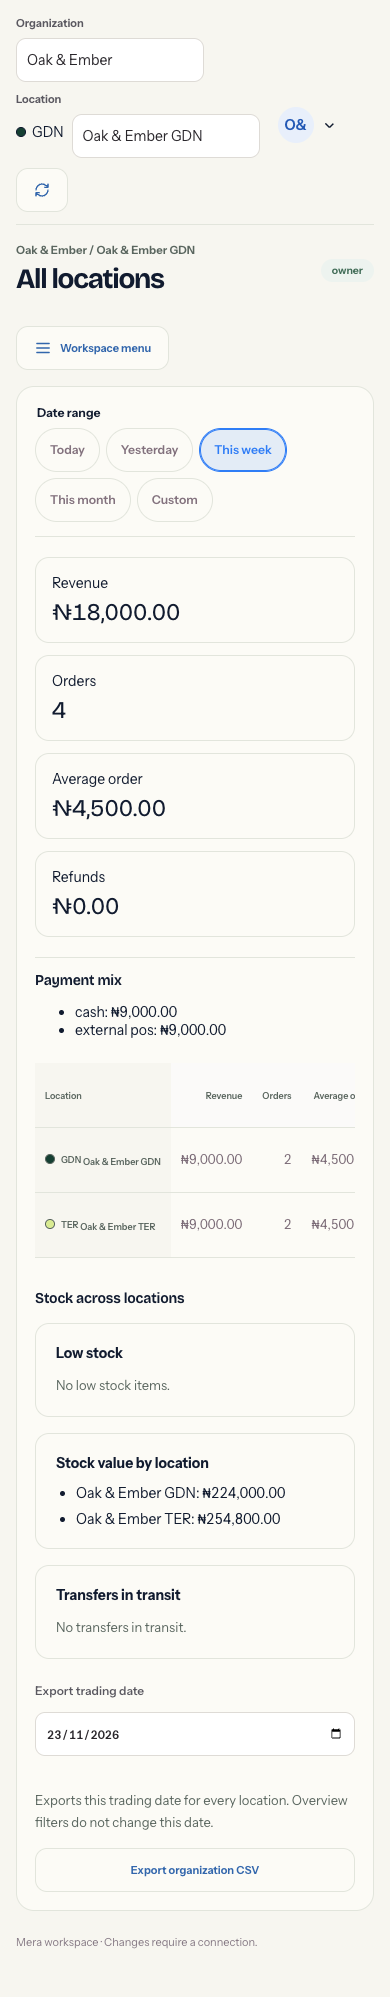 Organization
Oak & Ember
Location
GDN
Oak & Ember GDN
O&
Oak & Ember / Oak & Ember GDN
All locations
owner
Workspace menu
Date range
Today
Yesterday
This week
This month
Custom
Revenue
₦18,000.00
Orders
4
Average order
₦4,500.00
Refunds
₦0.00
Payment mix
• cash: ₦9,000.00
• external pos: ₦9,000.00
Location Revenue Orders Average o
GDN Oak & Ember GDN ₦9,000.00 2 ₦4,500
TER Oak & Ember TER ₦9,000.00 2 ₦4,500
Stock across locations
Low stock
No low stock items.
Stock value by location
• Oak & Ember GDN: ₦224,000.00
• Oak & Ember TER: ₦254,800.00
Transfers in transit
No transfers in transit.
Export trading date
23/11/2026
Exports this trading date for every location. Overview
filters do not change this date.
Export organization CSV
Mera workspace · Changes require a connection.